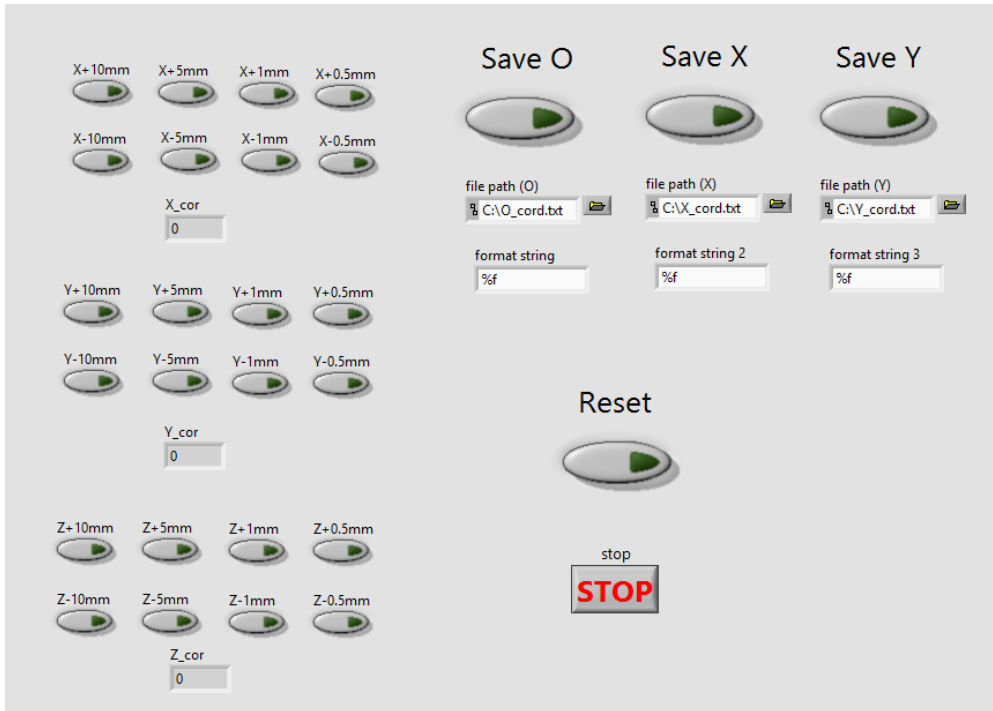 Save O Save X Save Y
X+10mm X+5mm X+1mm X+0.5mm
X-10mm X-5mm X-1mm X-0.5mm
file path (O) file path (X) file path (Y)
C:\O_cord.txt C:\X_cord.txt C:\Y_cord.txt
X_cor
0
format string format string 2 format string 3
%f %f %f
Y+10mm Y+5mm Y+1mm Y+0.5mm
Y-10mm Y-5mm Y-1mm Y-0.5mm
Y_cor
0
Reset
Z+10mm Z+5mm Z+1mm Z+0.5mm
Z-10mm Z-5mm Z-1mm Z-0.5mm
Z_cor
0
stop
STOP